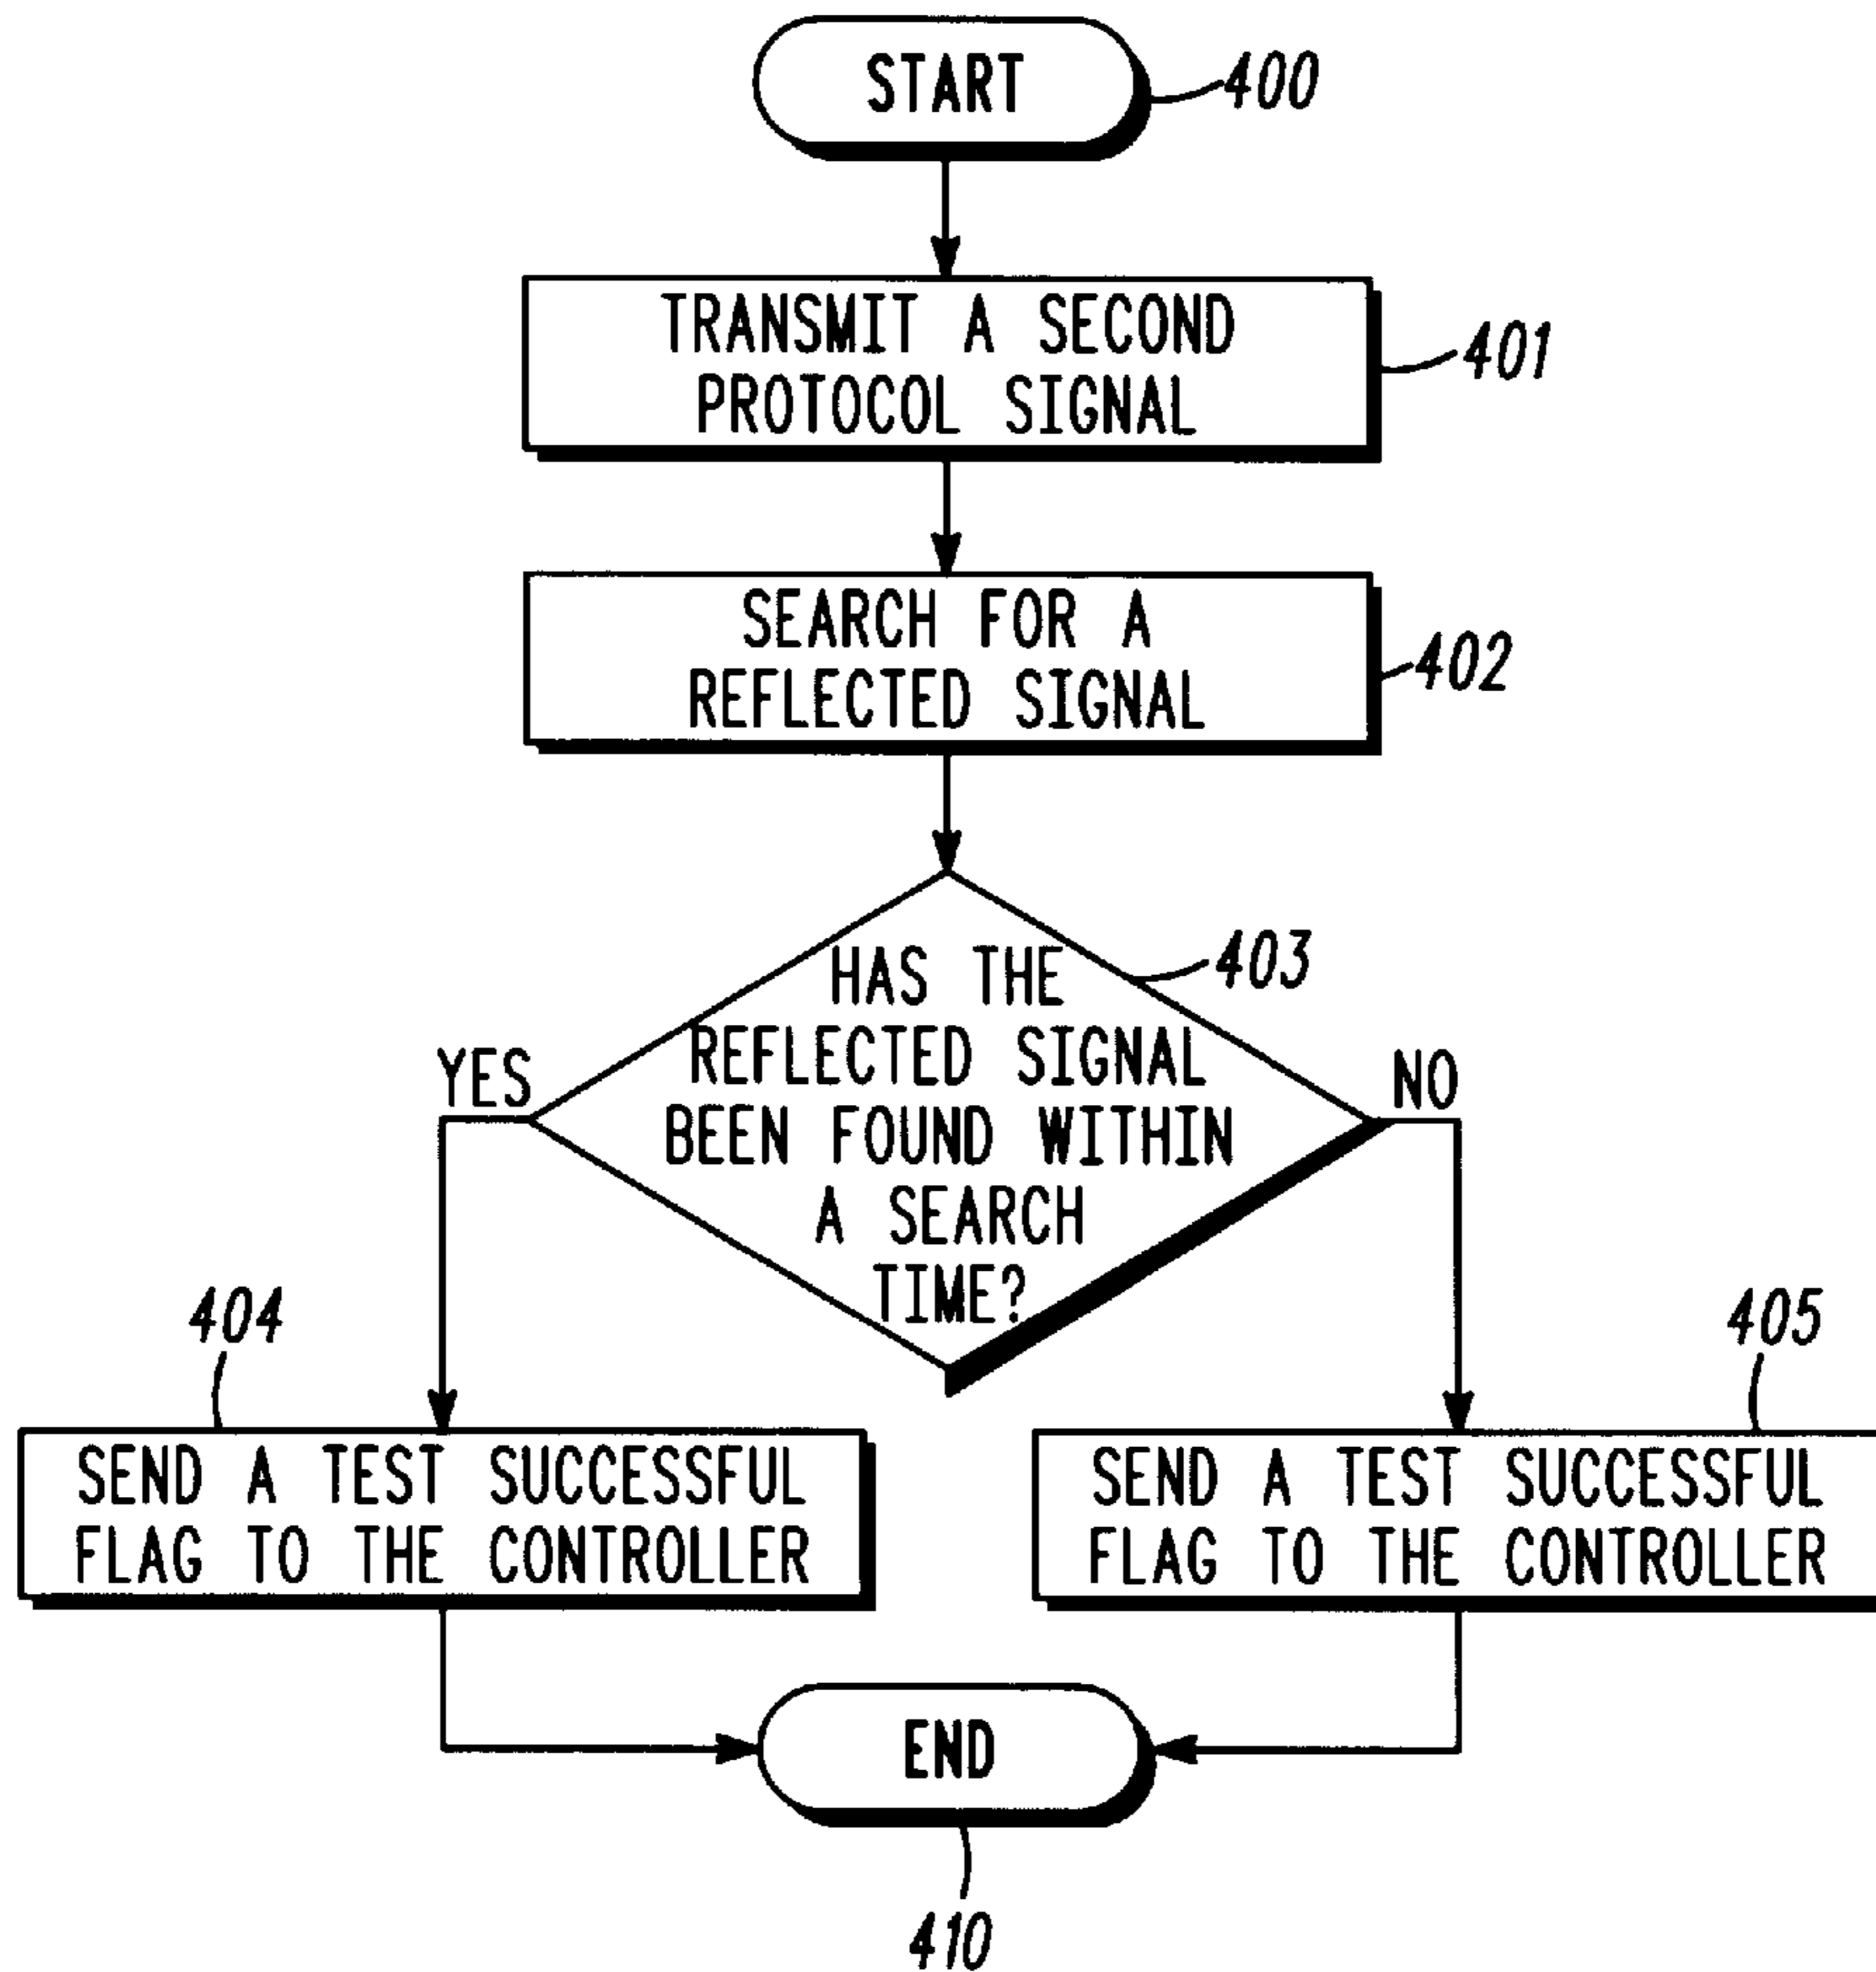 START
400
TRANSMIT A SECOND
PROTOCOL SIGNAL
401
SEARCH FOR A
REFLECTED SIGNAL
402
HAS THE
REFLECTED SIGNAL
BEEN FOUND WITHIN
A SEARCH
TIME?
403
YES
NO
404
SEND A TEST SUCCESSFUL
FLAG TO THE CONTROLLER
405
SEND A TEST SUCCESSFUL
FLAG TO THE CONTROLLER
END
410